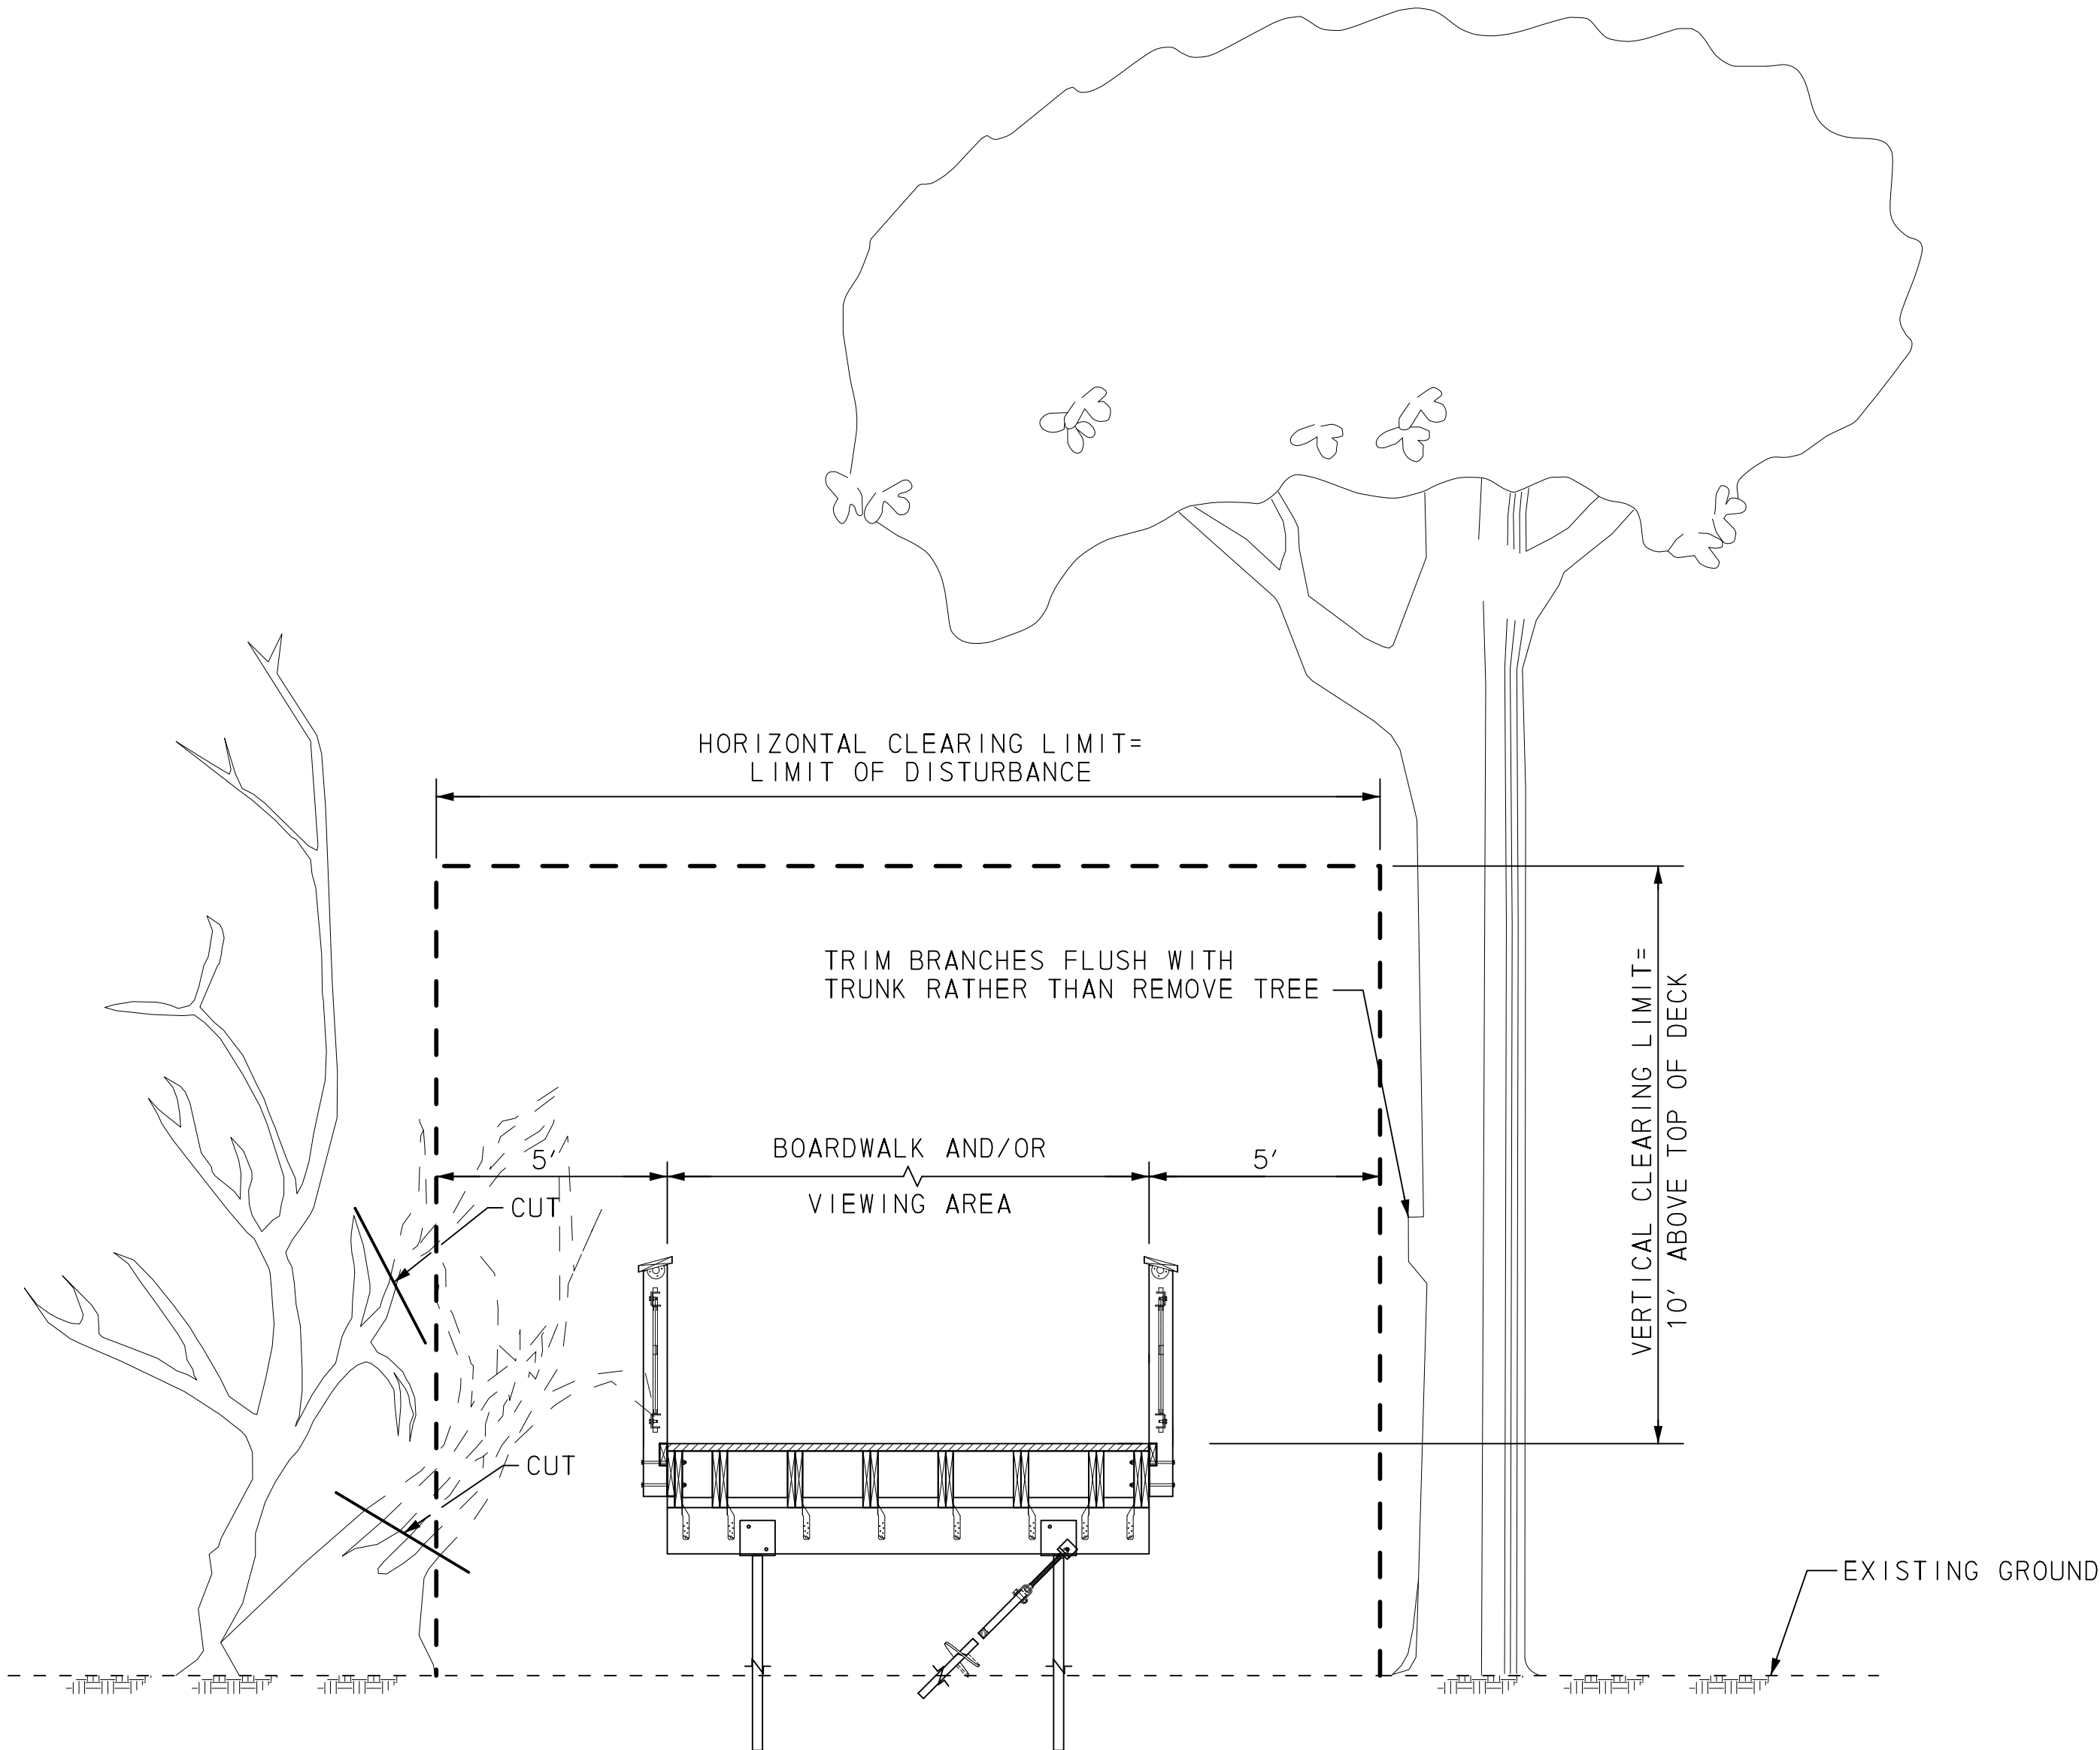 HORIZONTAL CLEARING LIMIT=
LIMIT OF DISTURBANCE
TRIM BRANCHES FLUSH WITH
TRUNK RATHER THAN REMOVE TREE
VERTICAL CLEARING LIMIT=
10' ABOVE TOP OF DECK
5'
BOARDWALK AND/OR
VIEWING AREA
5'
CUT
CUT
EXISTING GROUND